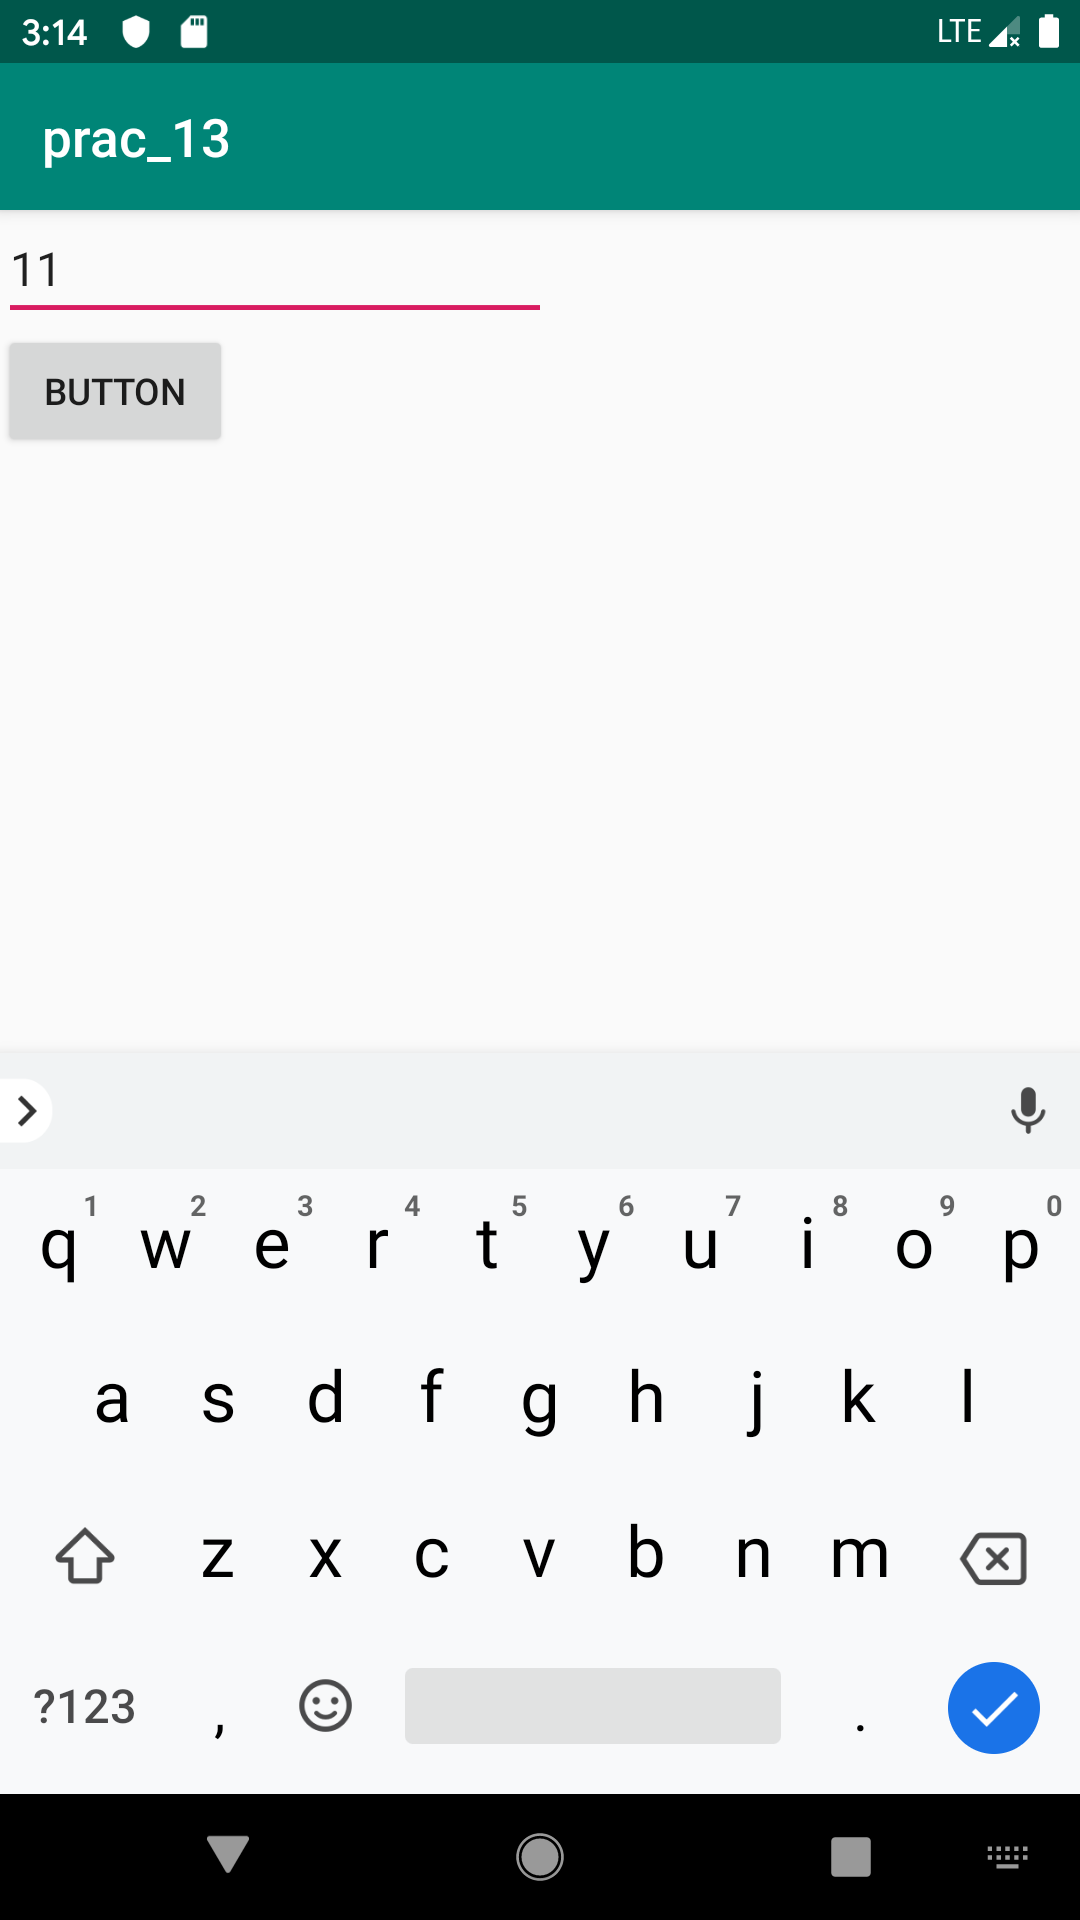 3:14 LTE
prac_13
11
BUTTON
1 2 3 4 5 6 7 8 9 0
q w e r t y u i o p
a s d f g h j k l
z x c v b n m
?123 , .